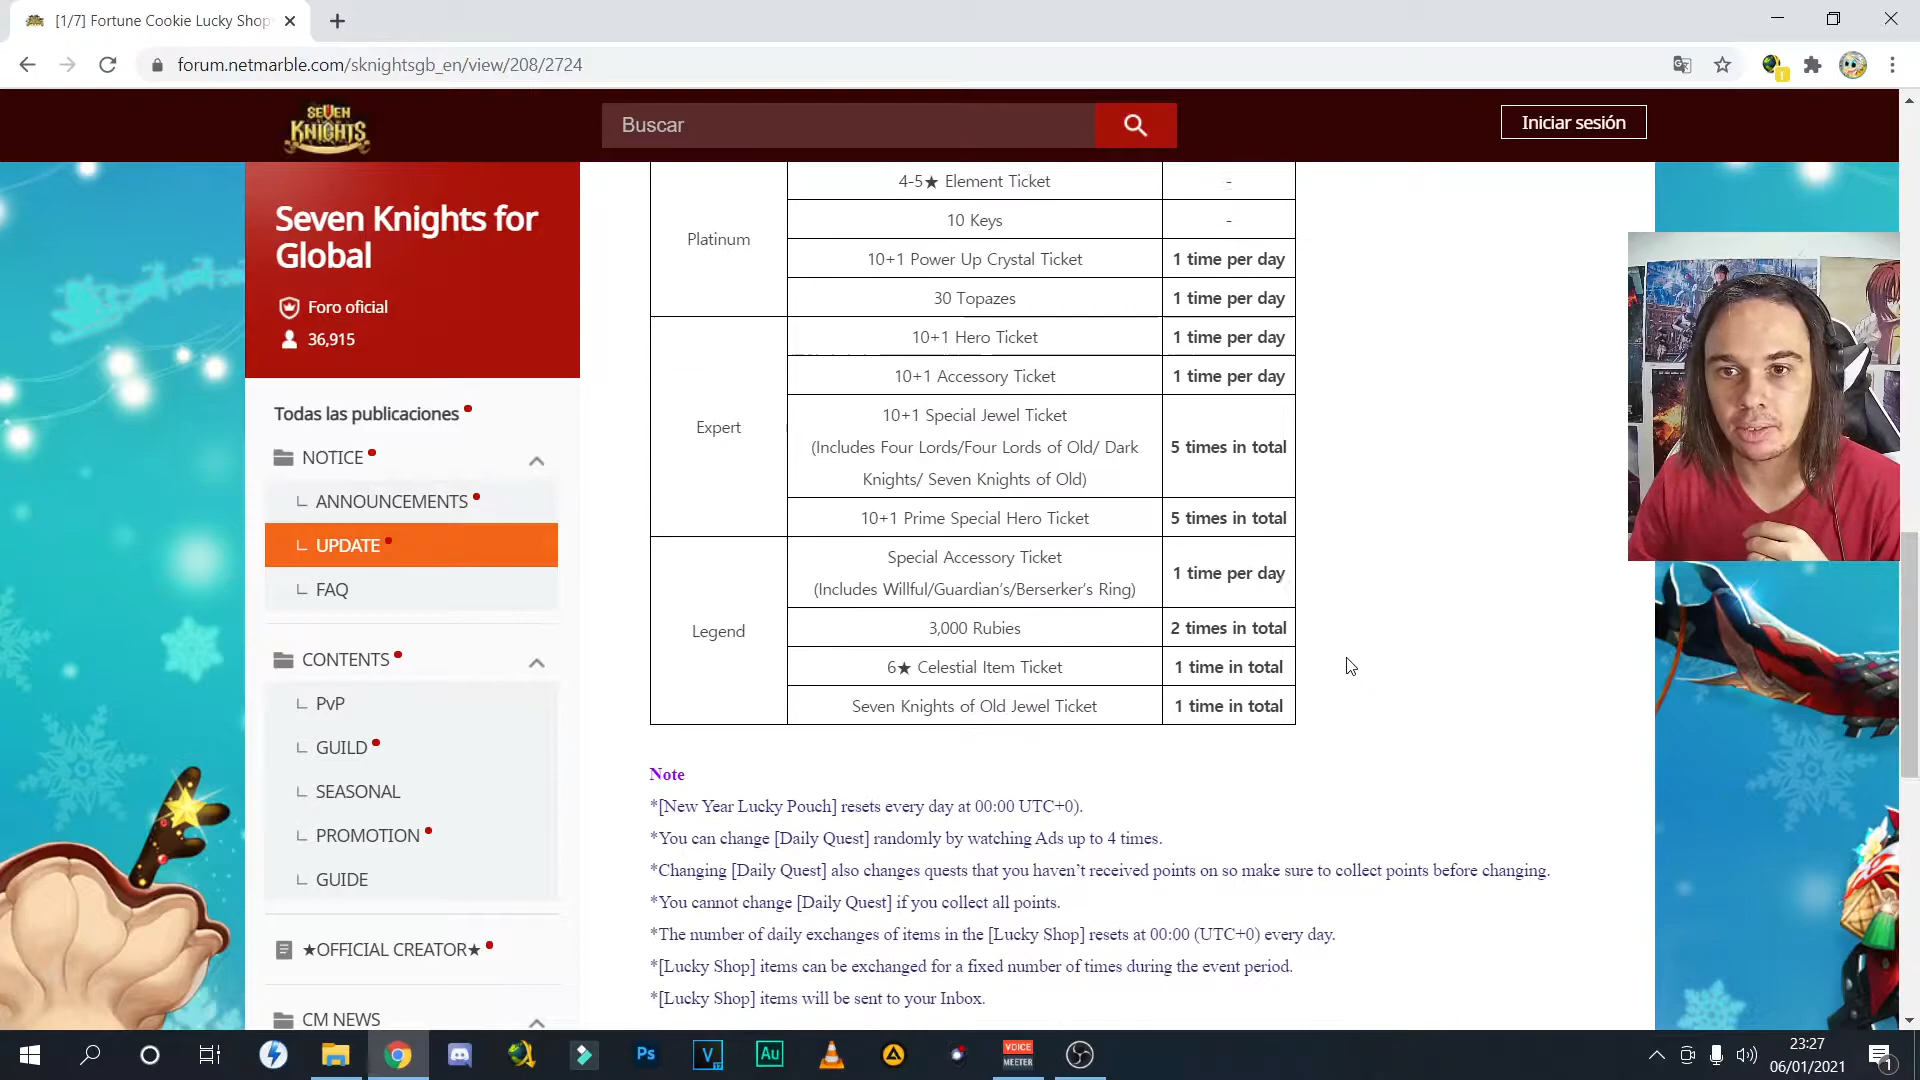 [1/7] Fortune Cookie Lucky Shop
forum.netmarble.com/sknightsgb_en/view/208/2724
SEVEN
KNIGHTS
Buscar
Iniciar sesión
Seven Knights for
Global
Foro oficial
36,915
Todas las publicaciones
NOTICE
ANNOUNCEMENTS
UPDATE
FAQ
CONTENTS
PvP
GUILD
SEASONAL
PROMOTION
GUIDE
★OFFICIAL CREATOR★
CM NEWS
Platinum
4-5★ Element Ticket -
10 Keys -
10+1 Power Up Crystal Ticket 1 time per day
30 Topazes 1 time per day
Expert
10+1 Hero Ticket 1 time per day
10+1 Accessory Ticket 1 time per day
10+1 Special Jewel Ticket
(Includes Four Lords/Four Lords of Old/ Dark
Knights/ Seven Knights of Old)
5 times in total
10+1 Prime Special Hero Ticket 5 times in total
Legend
Special Accessory Ticket
(Includes Willful/Guardian's/Berserker's Ring)
1 time per day
3,000 Rubies 2 times in total
6★ Celestial Item Ticket 1 time in total
Seven Knights of Old Jewel Ticket 1 time in total
Note
*[New Year Lucky Pouch] resets every day at 00:00 UTC+0).
*You can change [Daily Quest] randomly by watching Ads up to 4 times.
*Changing [Daily Quest] also changes quests that you haven't received points on so make sure to collect points before changing.
*You cannot change [Daily Quest] if you collect all points.
*The number of daily exchanges of items in the [Lucky Shop] resets at 00:00 (UTC+0) every day.
*[Lucky Shop] items can be exchanged for a fixed number of times during the event period.
*[Lucky Shop] items will be sent to your Inbox.
Ps
V
Au
VOICE
MEETER
23:27
06/01/2021
1